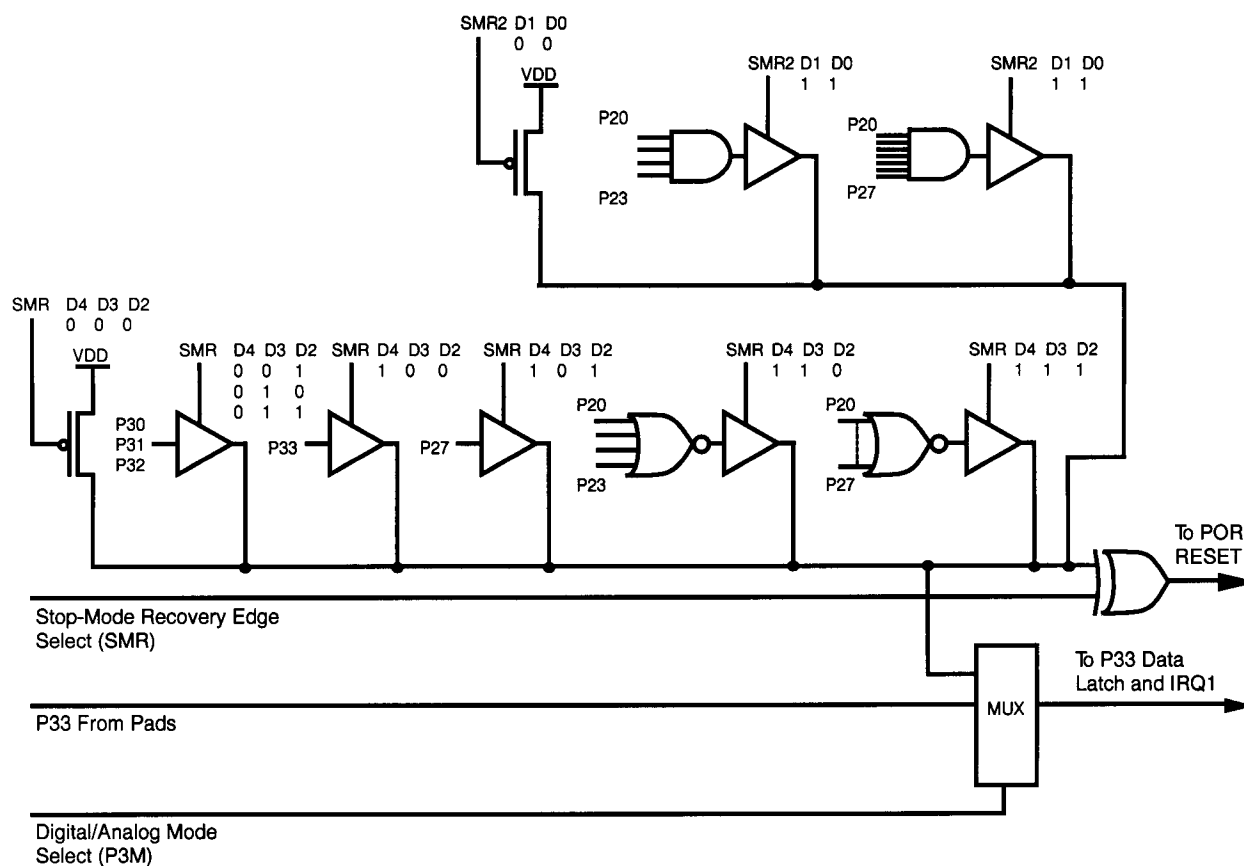 SMR2 D1 D0
0 0
VDD
SMR2 D1 D0
1 1
SMR2 D1 D0
1 1
P20
P23
P20
P27
SMR D4 D3 D2
0 0 0
VDD
SMR D4 D3 D2
0 0 1
0 1 0
0 1 1
SMR D4 D3 D2
1 0 0
SMR D4 D3 D2
1 0 1
SMR D4 D3 D2
1 1 0
SMR D4 D3 D2
1 1 1
P30
P31
P32
P33
P27
P20
P23
P20
P27
To POR
RESET
Stop-Mode Recovery Edge
Select (SMR)
To P33 Data
Latch and IRQ1
MUX
P33 From Pads
Digital/Analog Mode
Select (P3M)